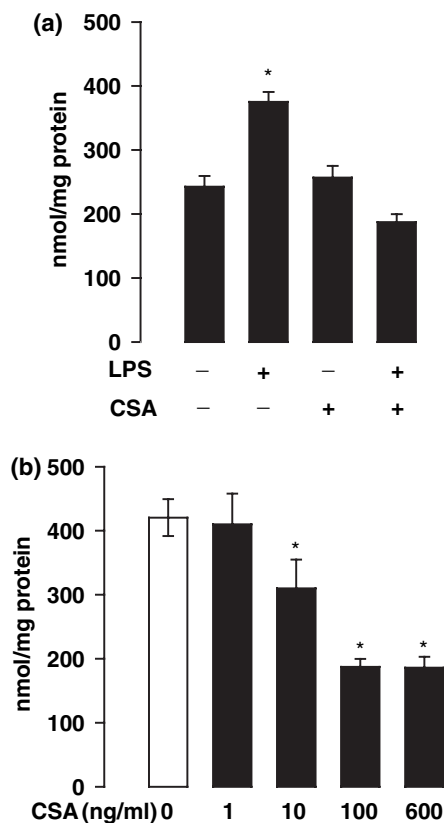 (a)
500
400
300
200
100
0
nmol/mg protein
*
LPS – + – +
CSA – – + +
(b)
500
400
300
200
100
0
nmol/mg protein
* * *
CSA (ng/ml) 0 1 10 100 600